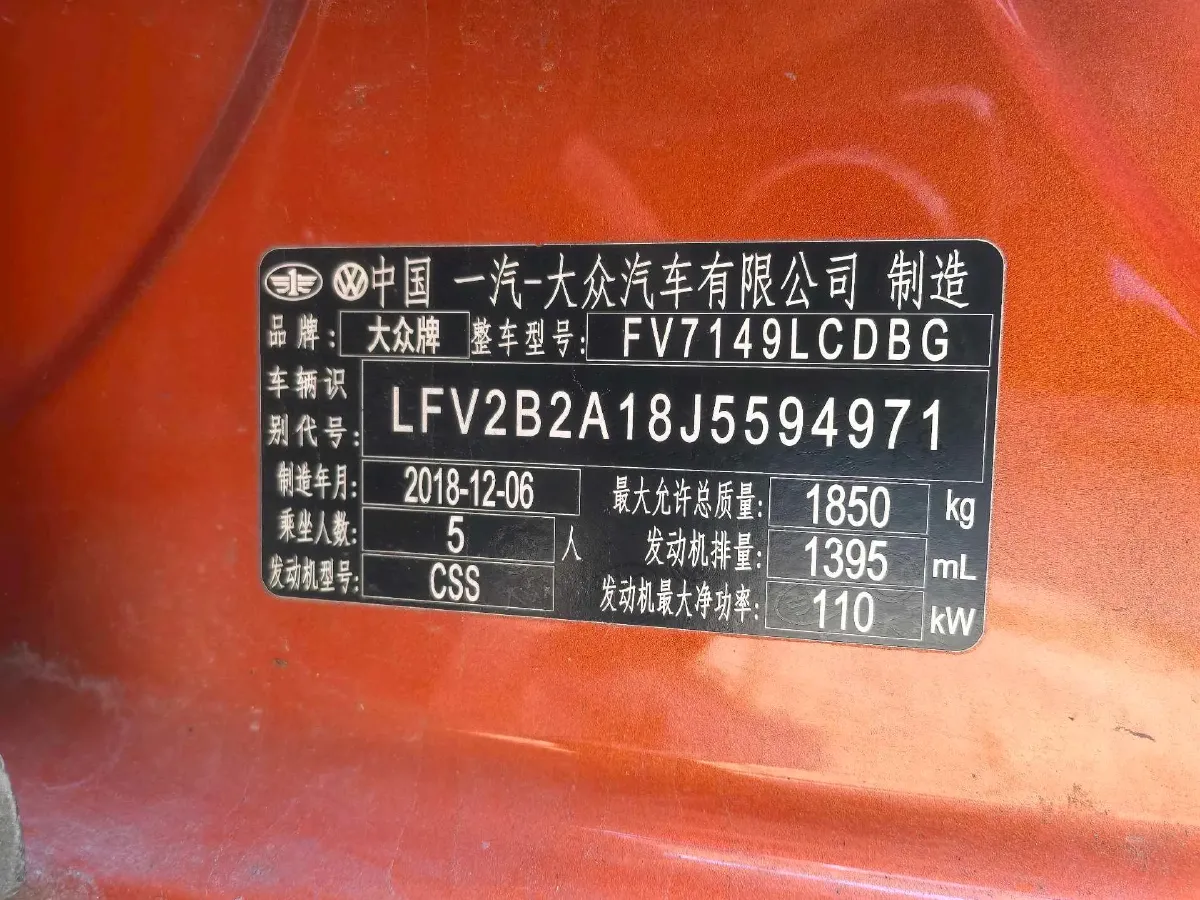 中国 一汽-大众汽车有限公司 制造
品牌: 大众牌 整车型号: FV7149LCDBG
车辆识别代号: LFV2B2A18J5594971
制造年月: 2018-12-06 最大允许总质量: 1850 kg
乘坐人数: 5 人 发动机排量: 1395 mL
发动机型号: CSS 发动机最大净功率: 110 kW